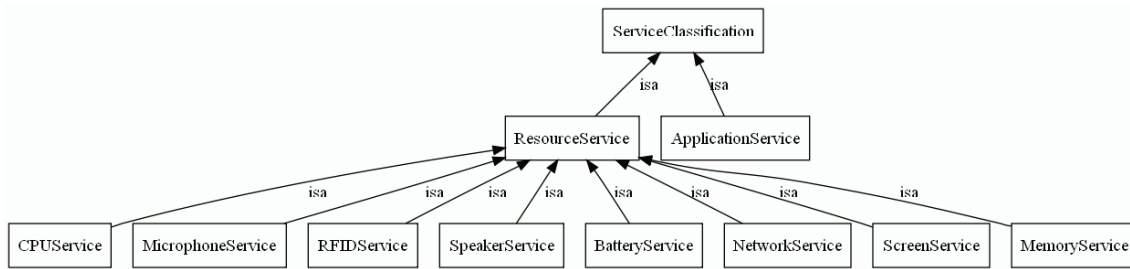 ServiceClassification
isa isa
ResourceService ApplicationService
isa isa isa isa isa isa isa isa
CPUService MicrophoneService RFIDService SpeakerService BatteryService NetworkService ScreenService MemoryService